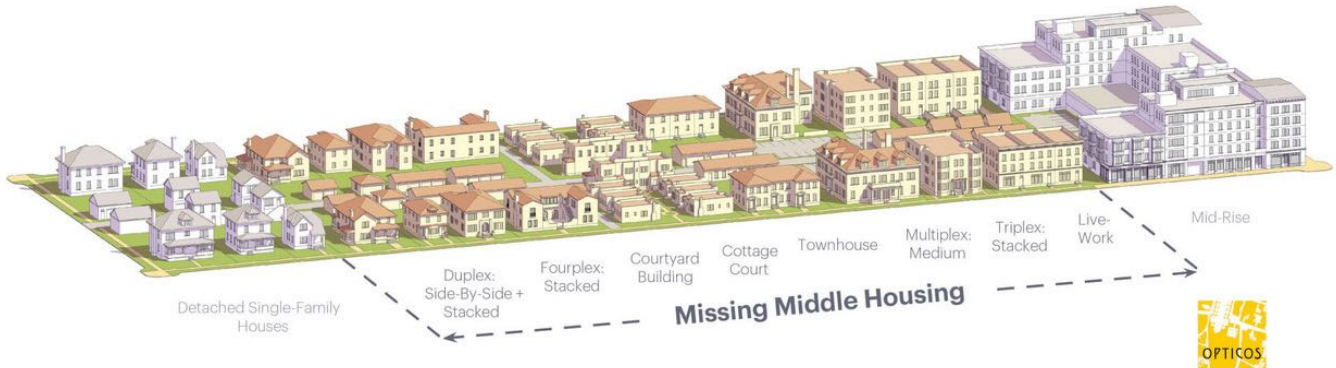 Detached Single-Family
Houses
Duplex:
Side-By-Side +
Stacked
Fourplex:
Stacked
Courtyard
Building
Cottage
Court
Townhouse
Multiplex:
Medium
Triplex:
Stacked
Live-
Work
Mid-Rise
Missing Middle Housing
OPTICOS